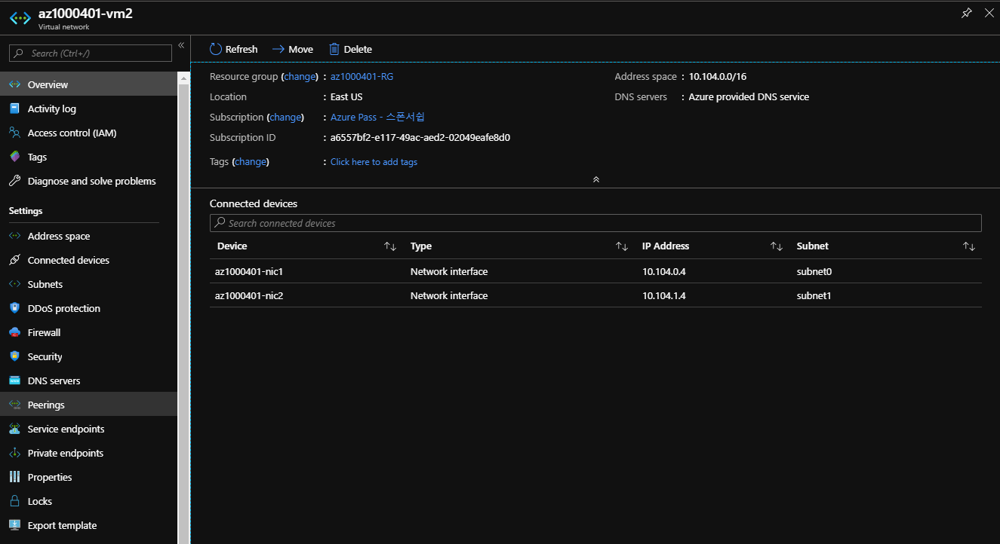 az1000401-vm2
Virtual network
Search (Ctrl+/)
«
Overview
Activity log
Access control (IAM)
Tags
Diagnose and solve problems
Settings
Address space
Connected devices
Subnets
DDoS protection
Firewall
Security
DNS servers
Peerings
Service endpoints
Private endpoints
Properties
Locks
Export template
Refresh Move Delete
Resource group (change) : az1000401-RG
Location : East US
Subscription (change) : Azure Pass - 스폰서쉽
Subscription ID : a6557bf2-e117-49ac-aed2-02049eafe8d0
Tags (change) : Click here to add tags
Address space : 10.104.0.0/16
DNS servers : Azure provided DNS service
Connected devices
Search connected devices
Device Type IP Address Subnet
az1000401-nic1 Network interface 10.104.0.4 subnet0
az1000401-nic2 Network interface 10.104.1.4 subnet1